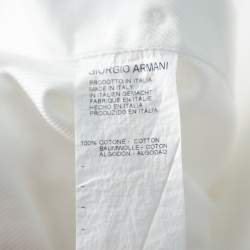 GIORGIO ARMANI
PRODOTTO IN ITALIA
MADE IN ITALY
IN ITALIEN GEMACHT
FABRIQUE EN ITALIE
HECHO EN ITALIA
PRODUZIDO EN ITALIA
100% COTONE - COTTON
BAUMWOLLE - COTON
ALGODON - ALGODAO